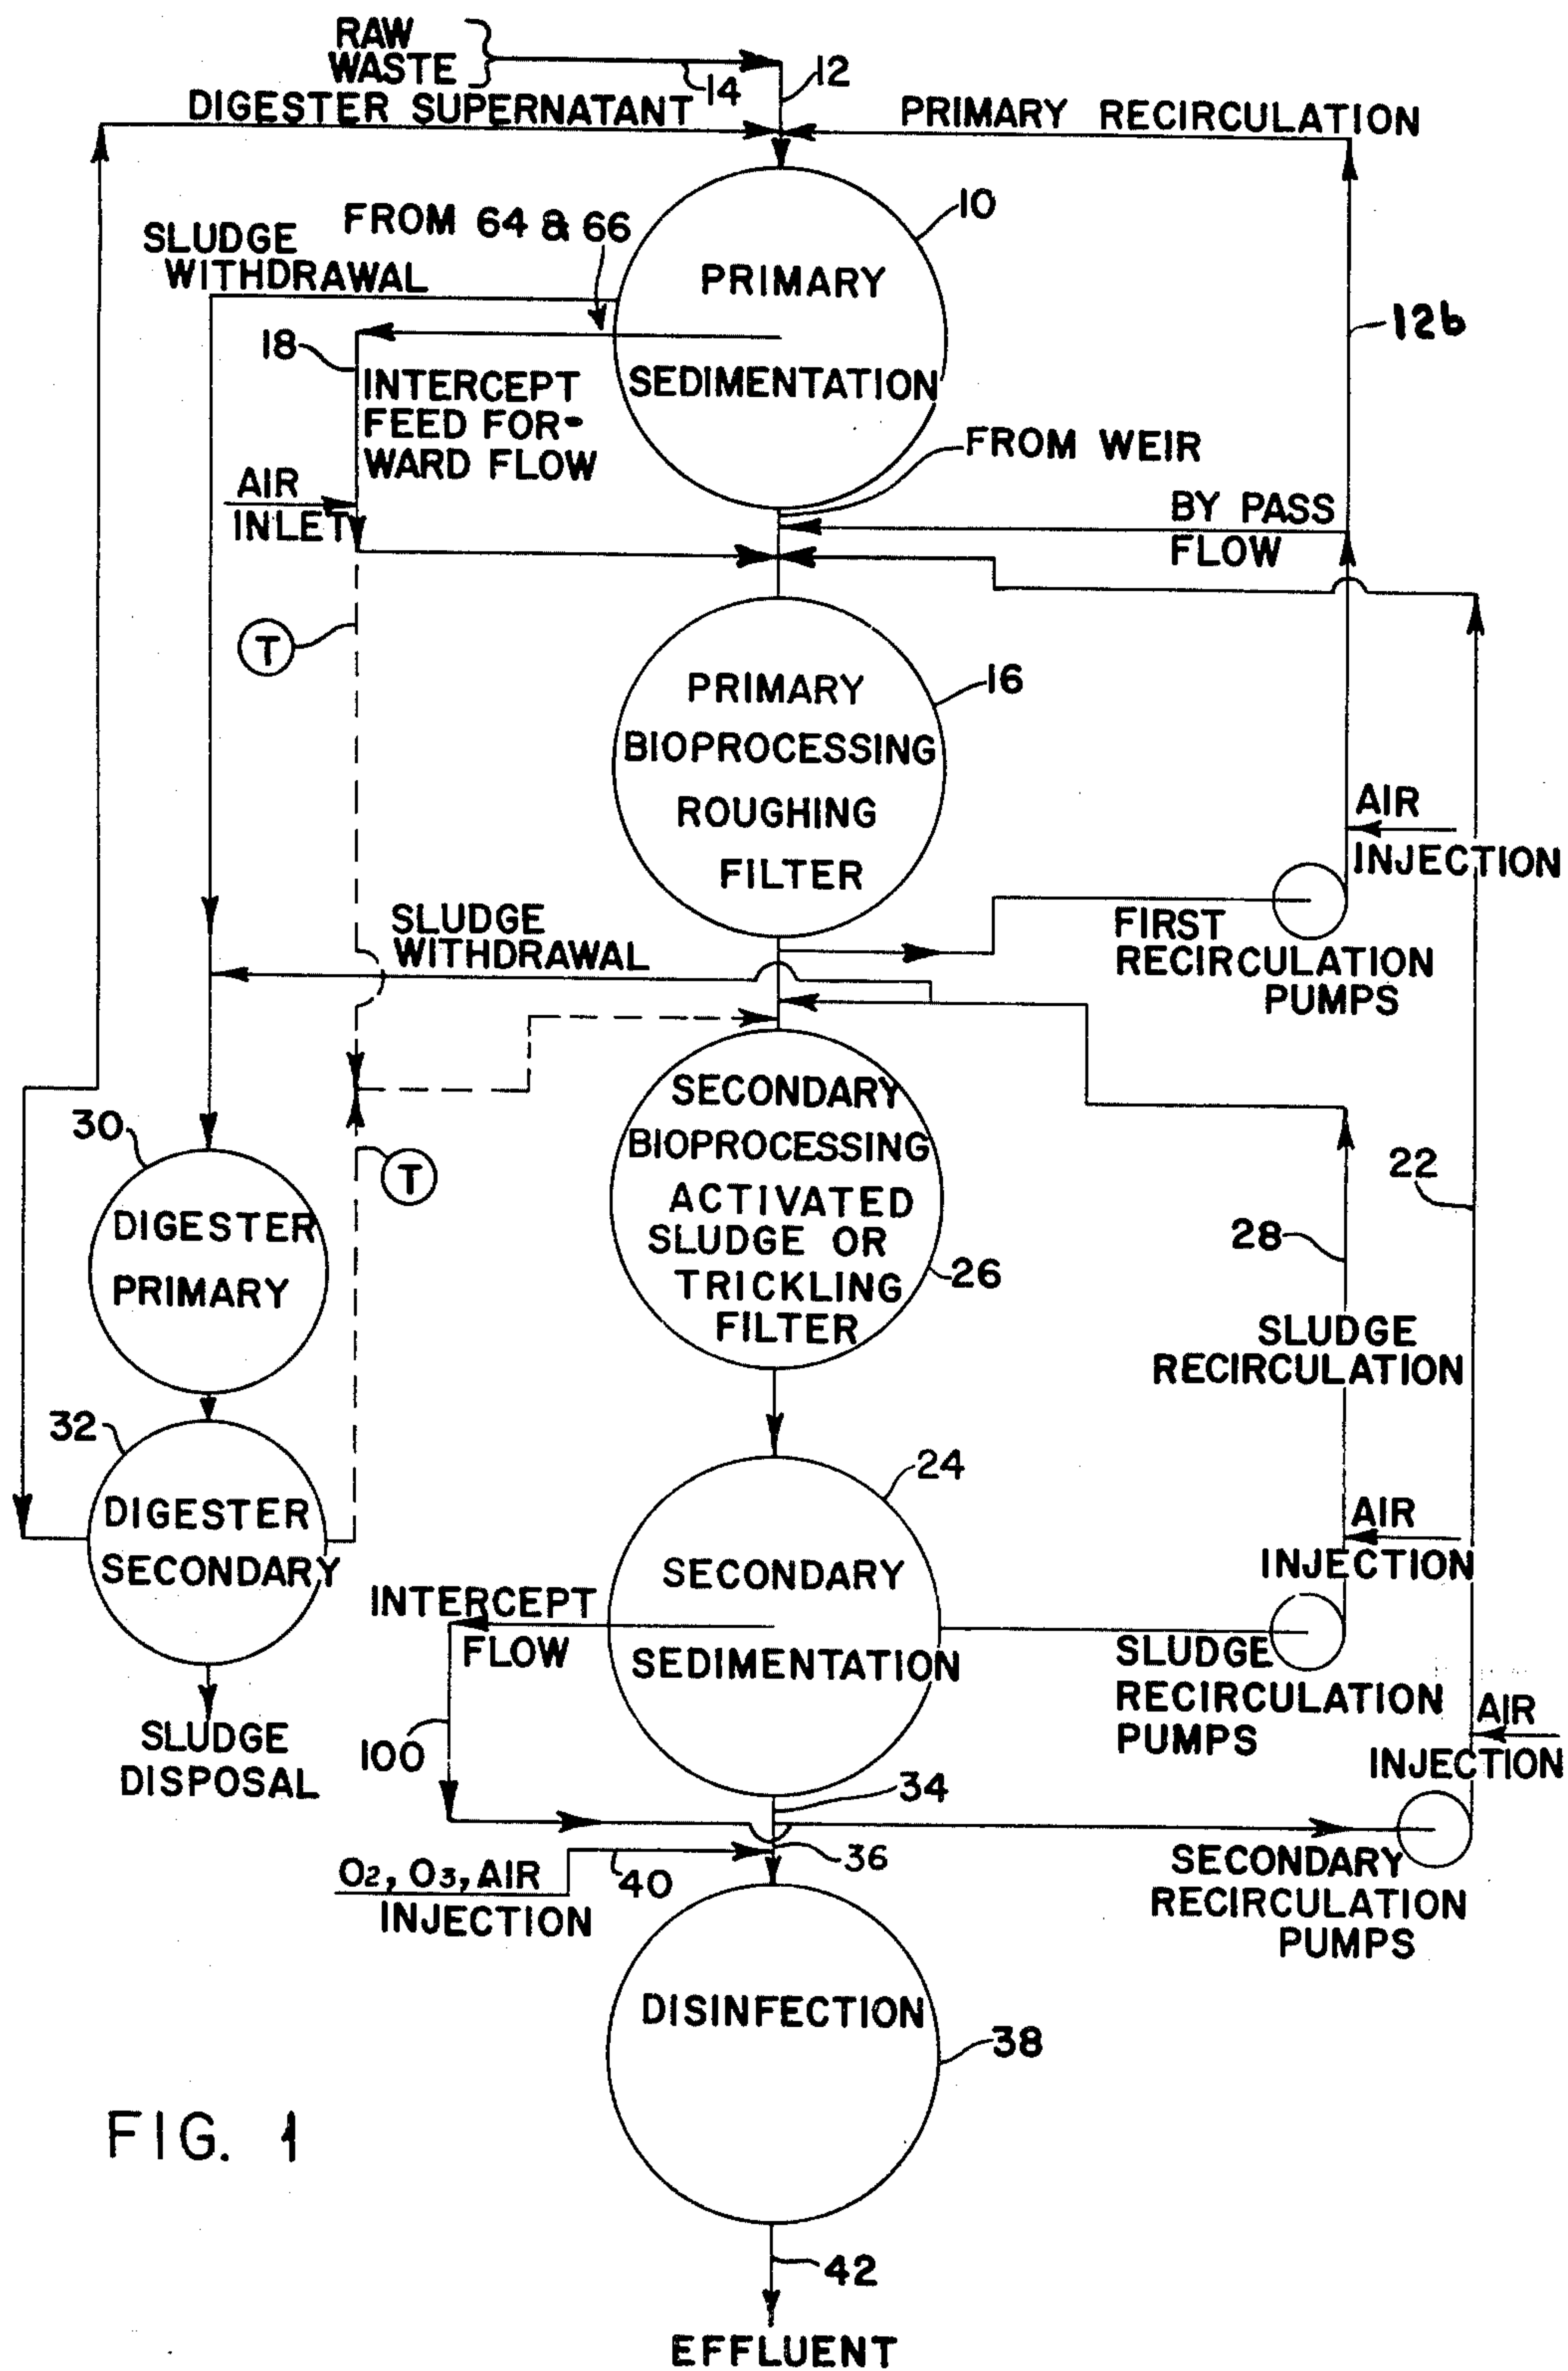 RAW
WASTE
14
12
DIGESTER SUPERNATANT
PRIMARY RECIRCULATION
10
FROM 64 & 66
SLUDGE
WITHDRAWAL
PRIMARY
SEDIMENTATION
12b
18
INTERCEPT
FEED FOR-
WARD FLOW
FROM WEIR
AIR
INLET
BY PASS
FLOW
T
16
PRIMARY
BIOPROCESSING
ROUGHING
FILTER
AIR
INJECTION
SLUDGE
WITHDRAWAL
FIRST
RECIRCULATION
PUMPS
30
SECONDARY
BIOPROCESSING
ACTIVATED
SLUDGE OR
TRICKLING
FILTER
26
T
22
28
DIGESTER
PRIMARY
SLUDGE
RECIRCULATION
32
24
DIGESTER
SECONDARY
AIR
INJECTION
SECONDARY
SEDIMENTATION
INTERCEPT
FLOW
SLUDGE
RECIRCULATION
PUMPS
AIR
INJECTION
SLUDGE
DISPOSAL
100
34
36
O2, O3, AIR
INJECTION
40
SECONDARY
RECIRCULATION
PUMPS
DISINFECTION
38
FIG. 1
42
EFFLUENT